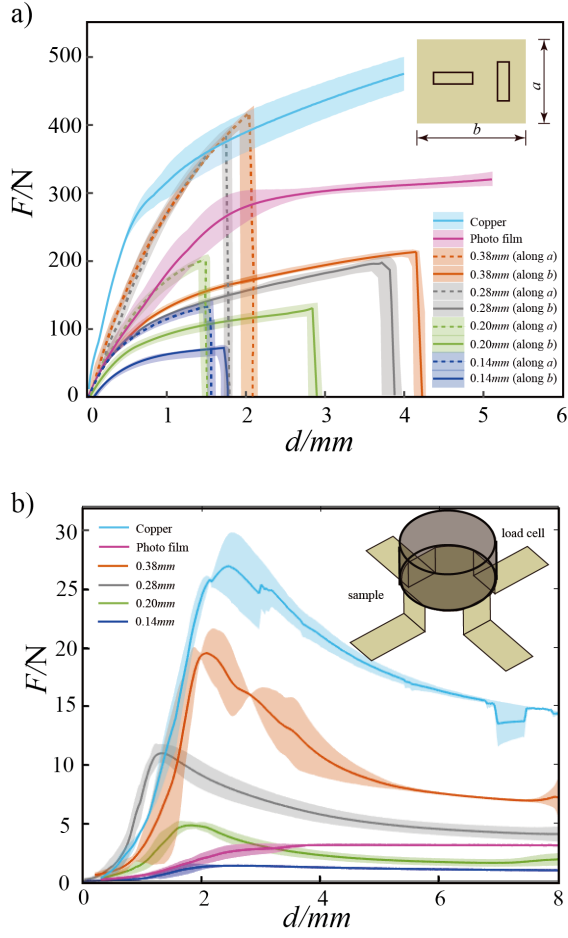 a)
500
400
300
200
100
0
F/N
0
1
2
3
4
5
6
d/mm
a
b
Copper
Photo film
0.38mm (along a)
0.38mm (along b)
0.28mm (along a)
0.28mm (along b)
0.20mm (along a)
0.20mm (along b)
0.14mm (along a)
0.14mm (along b)
b)
30
25
20
15
10
5
0
F/N
0
2
4
6
8
d/mm
Copper
Photo film
0.38mm
0.28mm
0.20mm
0.14mm
load cell
sample